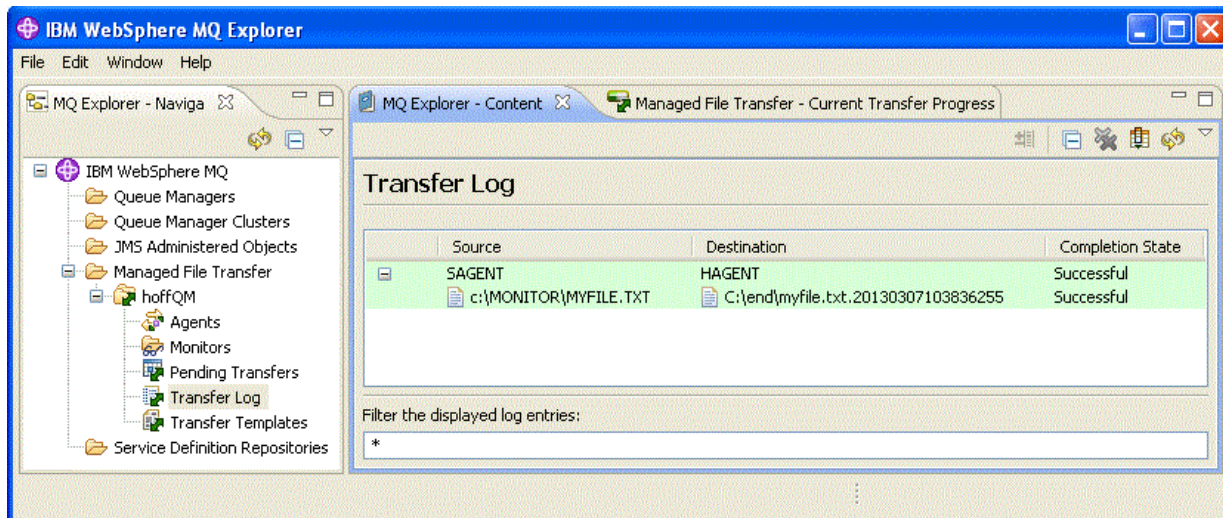 IBM WebSphere MQ Explorer
File Edit Window Help
MQ Explorer - Naviga
MQ Explorer - Content
Managed File Transfer - Current Transfer Progress
IBM WebSphere MQ
Queue Managers
Queue Manager Clusters
JMS Administered Objects
Managed File Transfer
hoffQM
Agents
Monitors
Pending Transfers
Transfer Log
Transfer Templates
Service Definition Repositories
Transfer Log
Source Destination Completion State
SAGENT HAGENT Successful
c:\MONITOR\MYFILE.TXT C:\end\myfile.txt.20130307103836255 Successful
Filter the displayed log entries:
*